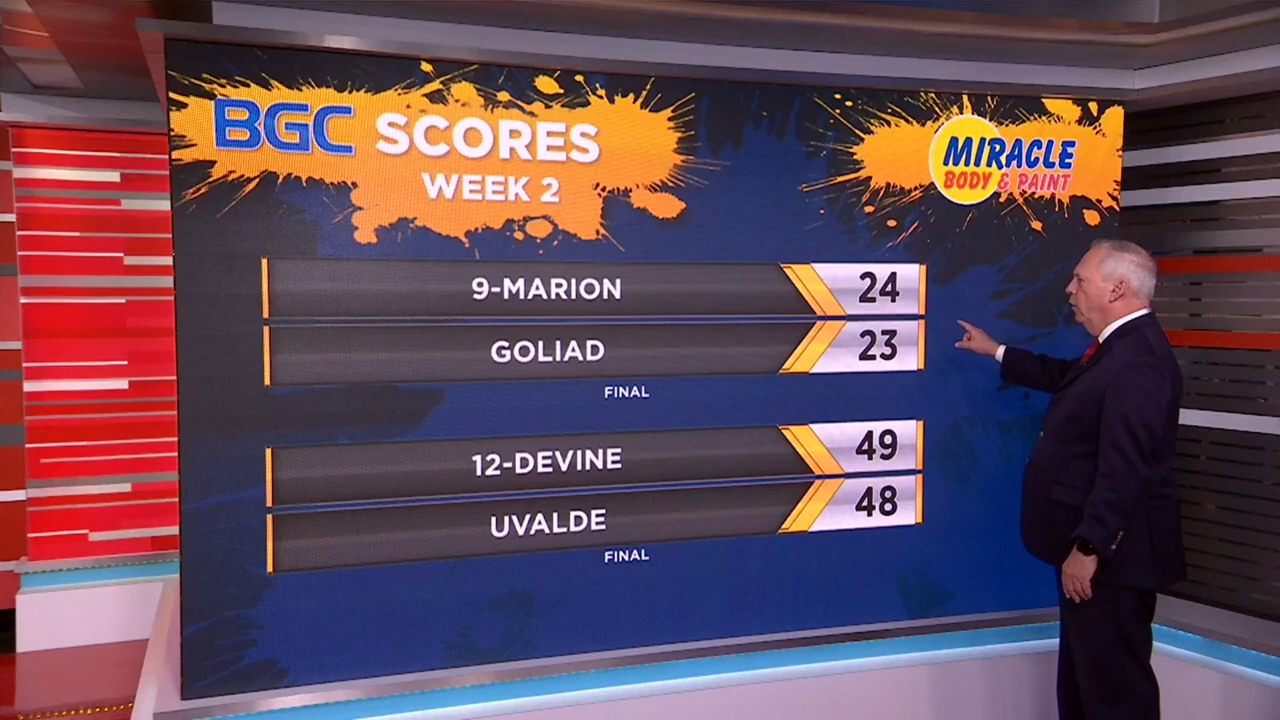 BGC SCORES
WEEK 2
MIRACLE
BODY & PAINT
9-MARION 24
GOLIAD 23
FINAL
12-DEVINE 49
UVALDE 48
FINAL